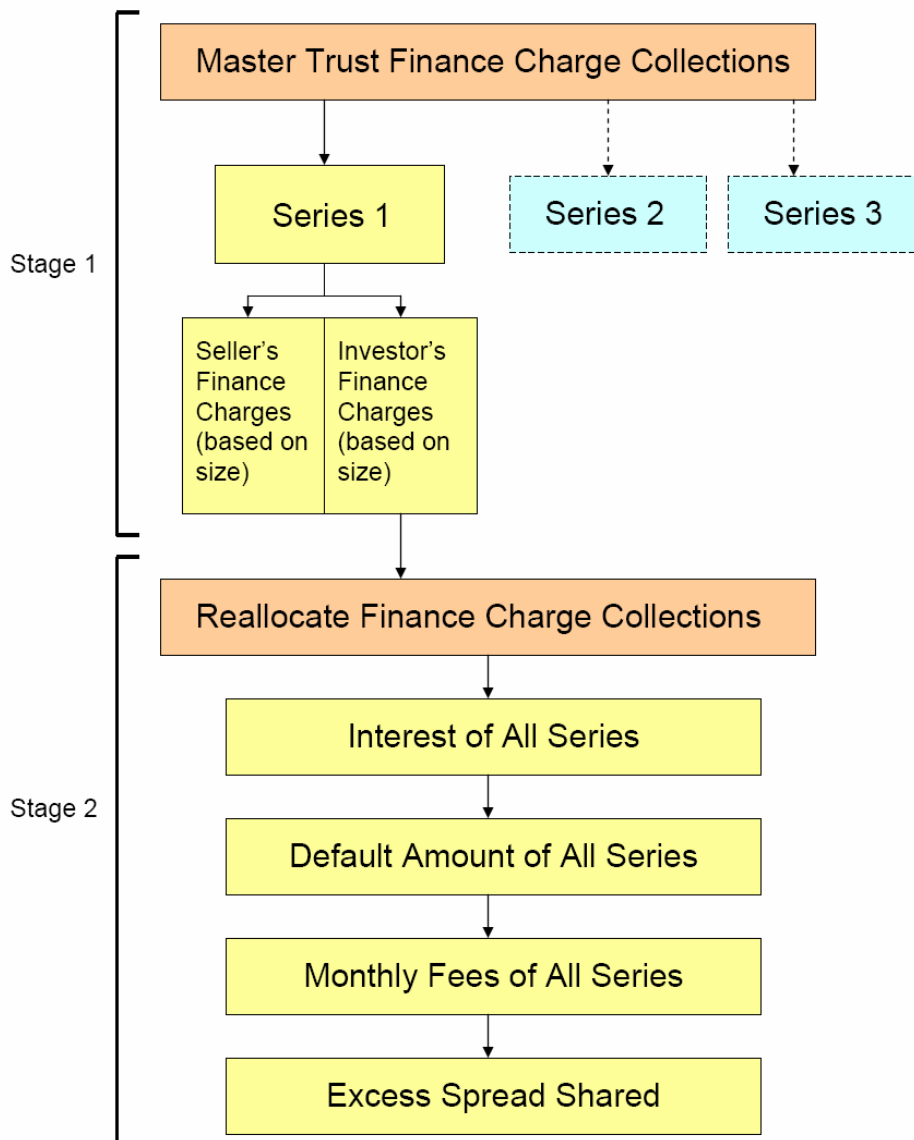 Master Trust Finance Charge Collections
Series 1
Series 2
Series 3
Stage 1
Seller's
Finance
Charges
(based on
size)
Investor's
Finance
Charges
(based on
size)
Reallocate Finance Charge Collections
Interest of All Series
Stage 2
Default Amount of All Series
Monthly Fees of All Series
Excess Spread Shared